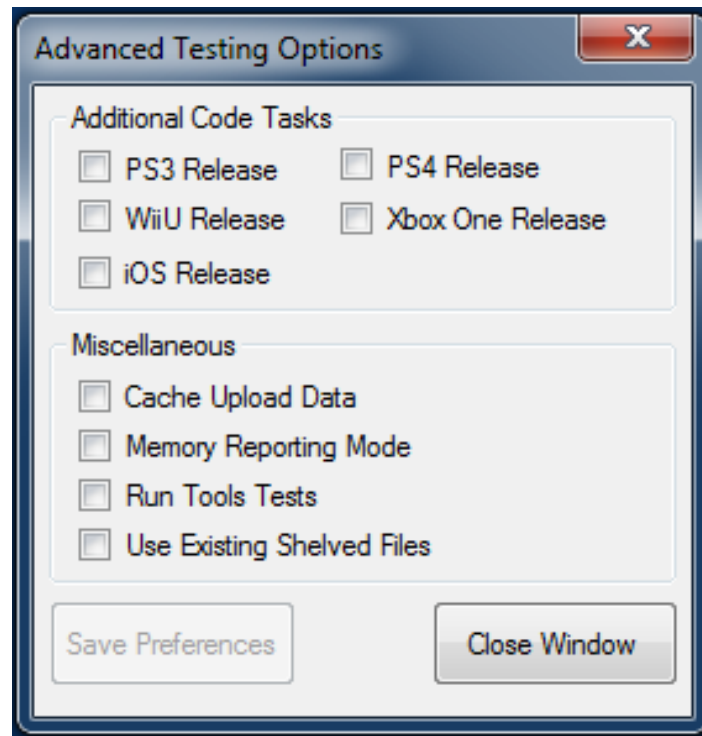 Advanced Testing Options
Additional Code Tasks
PS3 Release
PS4 Release
WiiU Release
Xbox One Release
iOS Release
Miscellaneous
Cache Upload Data
Memory Reporting Mode
Run Tools Tests
Use Existing Shelved Files
Save Preferences
Close Window